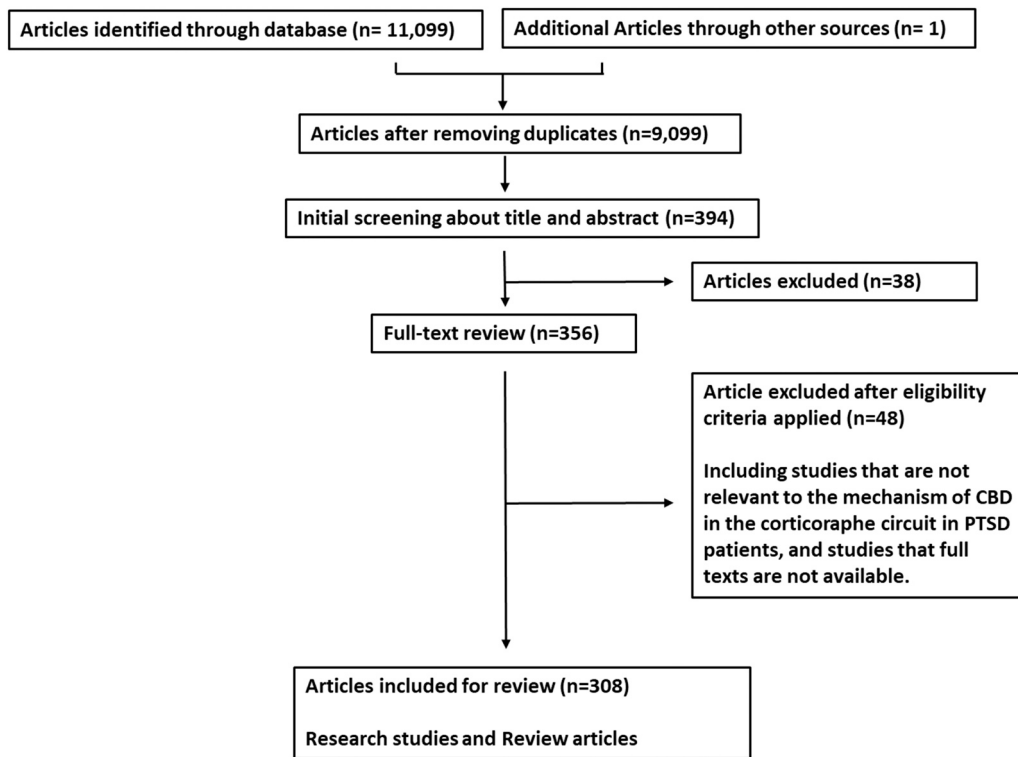 Articles identified through database (n= 11,099)
Additional Articles through other sources (n= 1)
Articles after removing duplicates (n=9,099)
Initial screening about title and abstract (n=394)
Articles excluded (n=38)
Full-text review (n=356)
Article excluded after eligibility
criteria applied (n=48)
Including studies that are not
relevant to the mechanism of CBD
in the corticoraphe circuit in PTSD
patients, and studies that full
texts are not available.
Articles included for review (n=308)
Research studies and Review articles